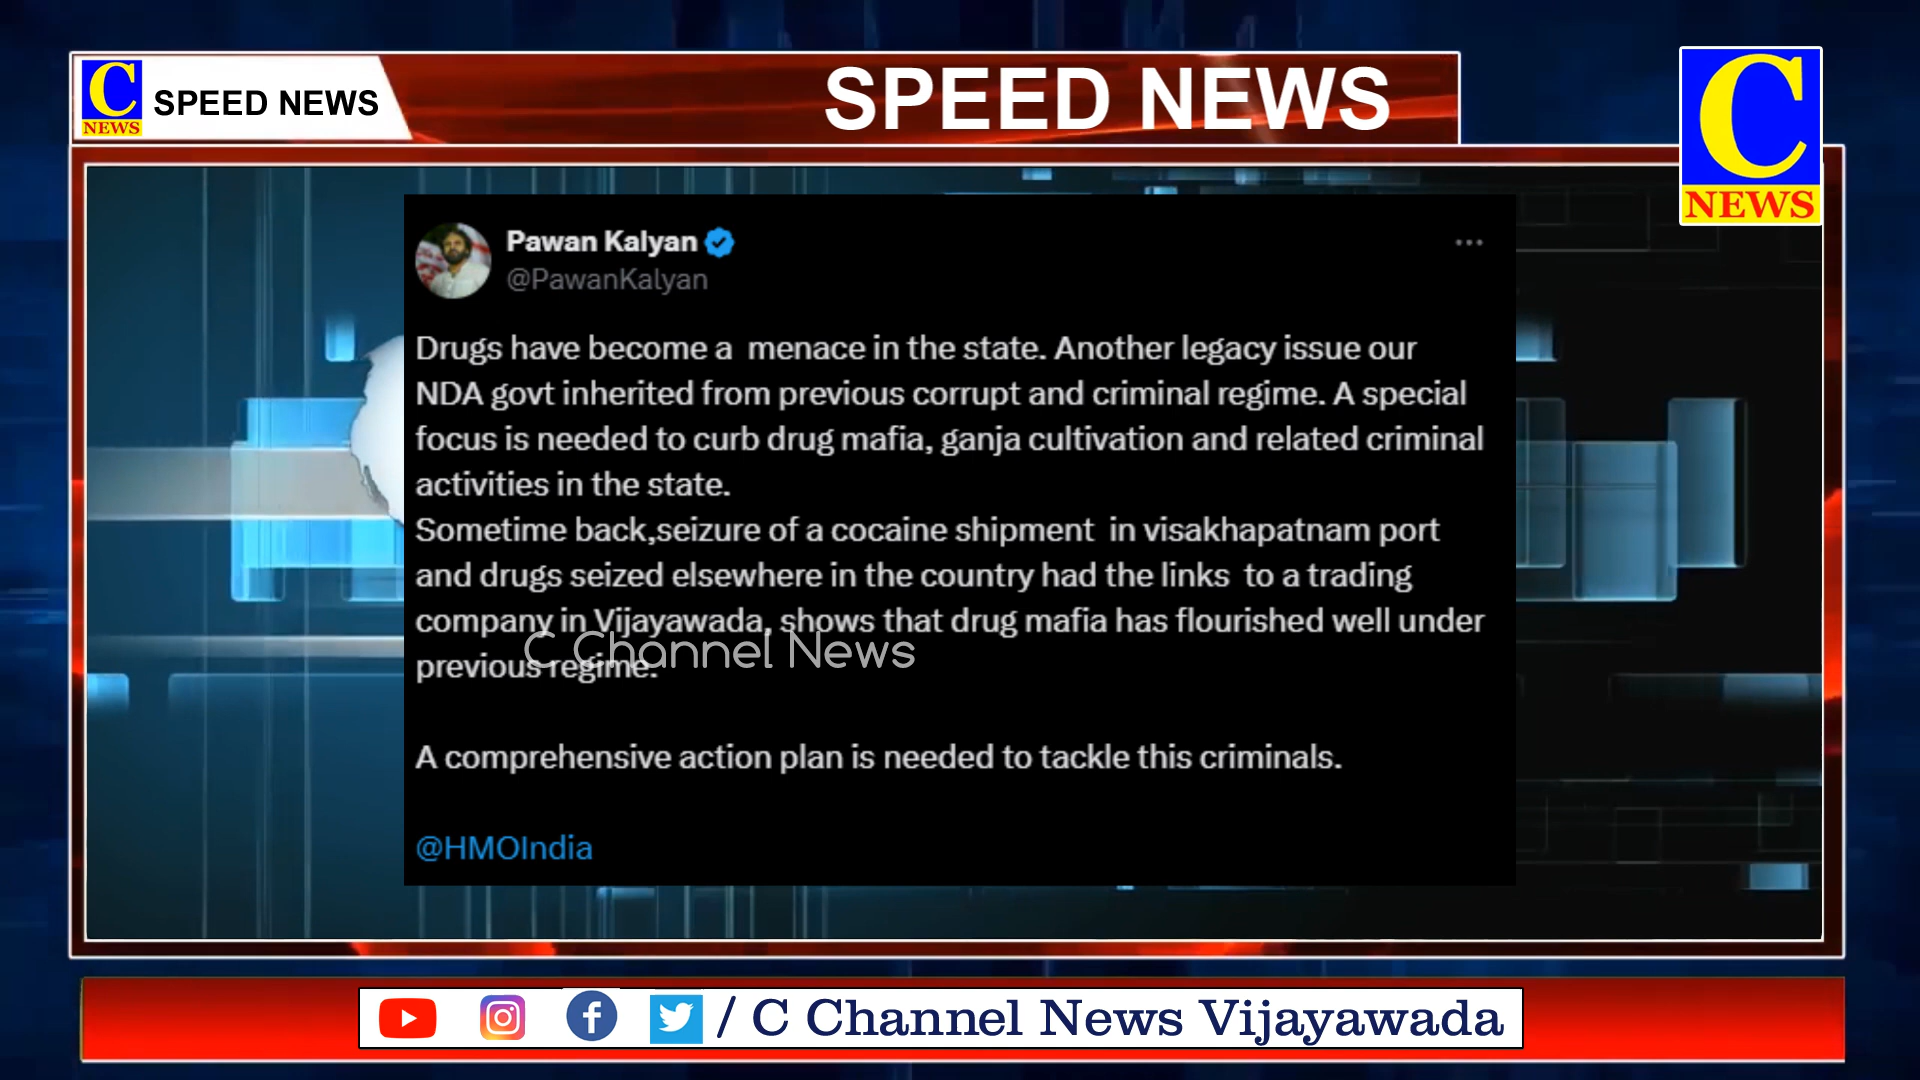 C
NEWS
SPEED NEWS
SPEED NEWS
C
NEWS
Pawan Kalyan
@PawanKalyan
Drugs have become a  menace in the state. Another legacy issue our
NDA govt inherited from previous corrupt and criminal regime. A special
focus is needed to curb drug mafia, ganja cultivation and related criminal
activities in the state.
Sometime back,seizure of a cocaine shipment  in visakhapatnam port
and drugs seized elsewhere in the country had the links  to a trading
company in Vijayawada, shows that drug mafia has flourished well under
previous regime.
C Channel News
A comprehensive action plan is needed to tackle this criminals.
@HMOIndia
/ C Channel News Vijayawada